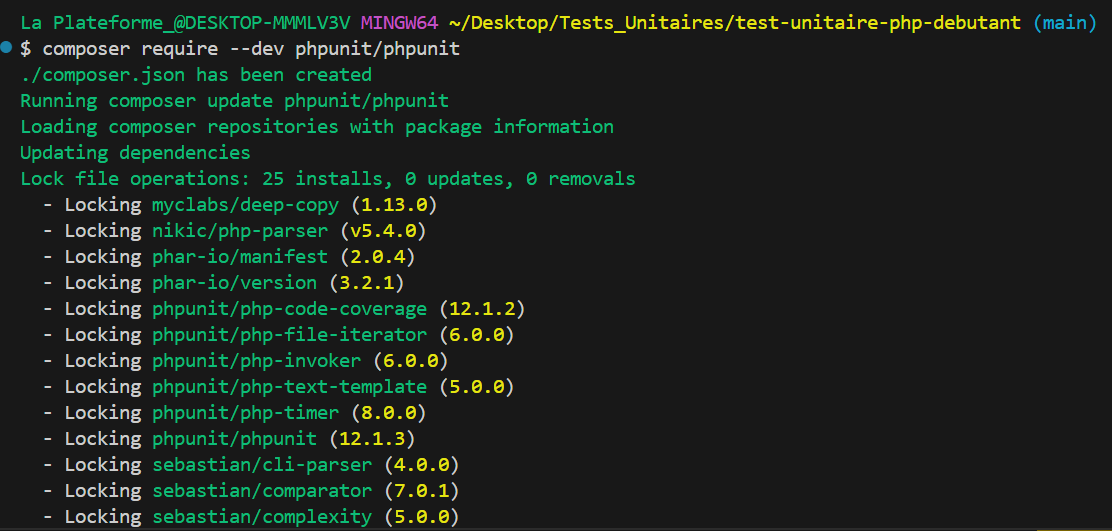 La Plateforme_@DESKTOP-MMMLV3V MINGW64 ~/Desktop/Tests_Unitaires/test-unitaire-php-debutant (main)
$ composer require --dev phpunit/phpunit
./composer.json has been created
Running composer update phpunit/phpunit
Loading composer repositories with package information
Updating dependencies
Lock file operations: 25 installs, 0 updates, 0 removals
  - Locking myclabs/deep-copy (1.13.0)
  - Locking nikic/php-parser (v5.4.0)
  - Locking phar-io/manifest (2.0.4)
  - Locking phar-io/version (3.2.1)
  - Locking phpunit/php-code-coverage (12.1.2)
  - Locking phpunit/php-file-iterator (6.0.0)
  - Locking phpunit/php-invoker (6.0.0)
  - Locking phpunit/php-text-template (5.0.0)
  - Locking phpunit/php-timer (8.0.0)
  - Locking phpunit/phpunit (12.1.3)
  - Locking sebastian/cli-parser (4.0.0)
  - Locking sebastian/comparator (7.0.1)
  - Locking sebastian/complexity (5.0.0)